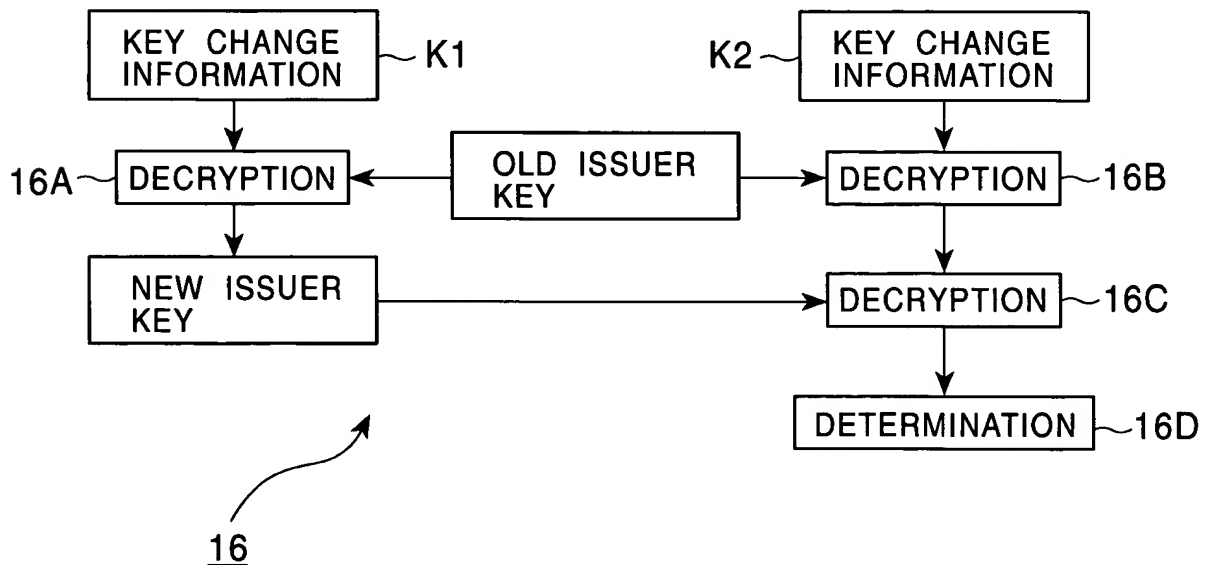 KEY CHANGE
INFORMATION
K1
K2
KEY CHANGE
INFORMATION
16A
DECRYPTION
OLD ISSUER
KEY
DECRYPTION
16B
NEW ISSUER
KEY
DECRYPTION
16C
DETERMINATION
16D
16